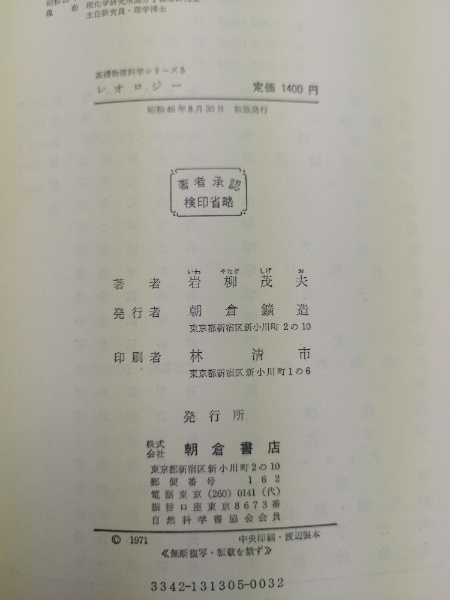 主任研究員・理学博士
基礎物理科学シリーズ 5
レオロジー 定価 1400 円
昭和46年8月30日 初版発行
著者承認
検印省略
いわ やなぎ しげ お
著者 岩柳茂夫
発行者 朝倉鑛造
東京都新宿区新小川町2の10
印刷者 林清市
東京都新宿区新小川町1の6
発行所
株式会社 朝倉書店
東京都新宿区新小川町2の10
郵便番号 162
電話東京 (260) 0141 (代)
振替口座東京8673番
自然科学書協会会員
© 1971 中央印刷・渡辺製本
≪無断複写・転載を禁ず≫
3342-131305-0032